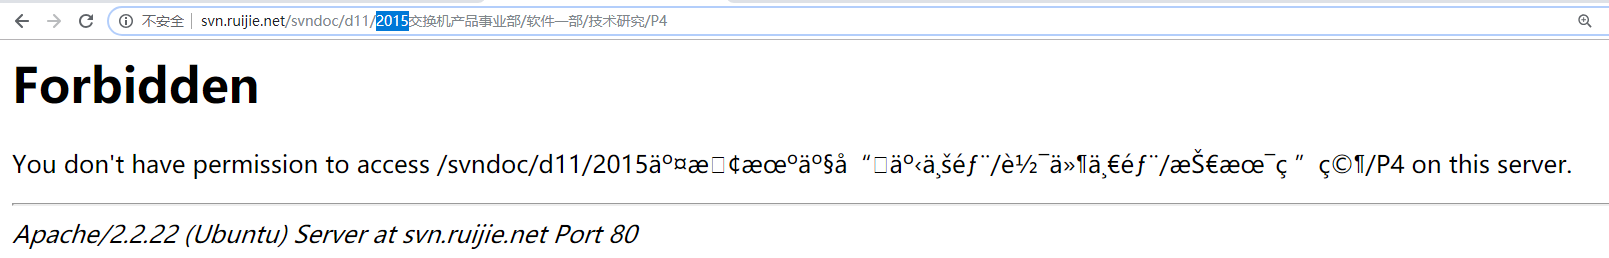 不安全 svn.ruijie.net/svndoc/d11/2015交换机产品事业部/软件一部/技术研究/P4
Forbidden
You don't have permission to access /svndoc/d11/2015äº¤æ□¢æœºäº§å“□äº‹ä¸šéƒ¨/è½¯ä»¶ä¸€éƒ¨/æŠ€æœ¯ç ”ç©¶/P4 on this server.
Apache/2.2.22 (Ubuntu) Server at svn.ruijie.net Port 80